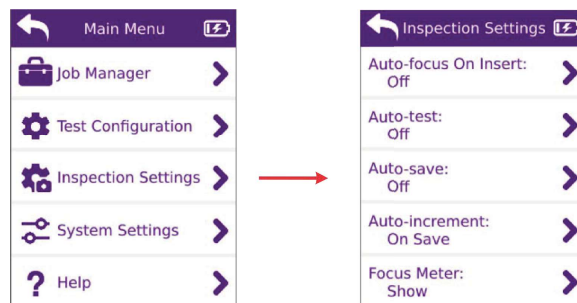 Main Menu
Job Manager
Test Configuration
Inspection Settings
System Settings
? Help
Inspection Settings
Auto-focus On Insert:
Off
Auto-test:
Off
Auto-save:
Off
Auto-increment:
On Save
Focus Meter:
Show